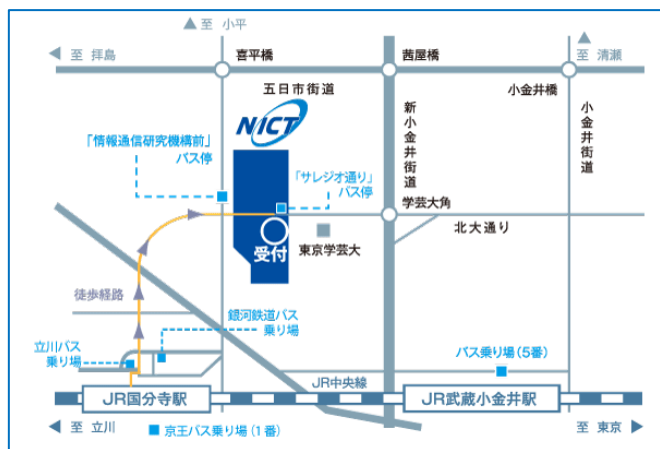 至 小平
至 拝島
喜平橋
茜屋橋
至 清瀬
五日市街道
小金井橋
NICT
新小金井街道
小金井街道
「情報通信研究機構前」
バス停
「サレジオ通り」
バス停
学芸大角
北大通り
受付
東京学芸大
徒歩経路
銀河鉄道バス
乗り場
立川バス
乗り場
バス乗り場（5番）
JR中央線
JR国分寺駅
JR武蔵小金井駅
至 立川
京王バス乗り場（1番）
至 東京